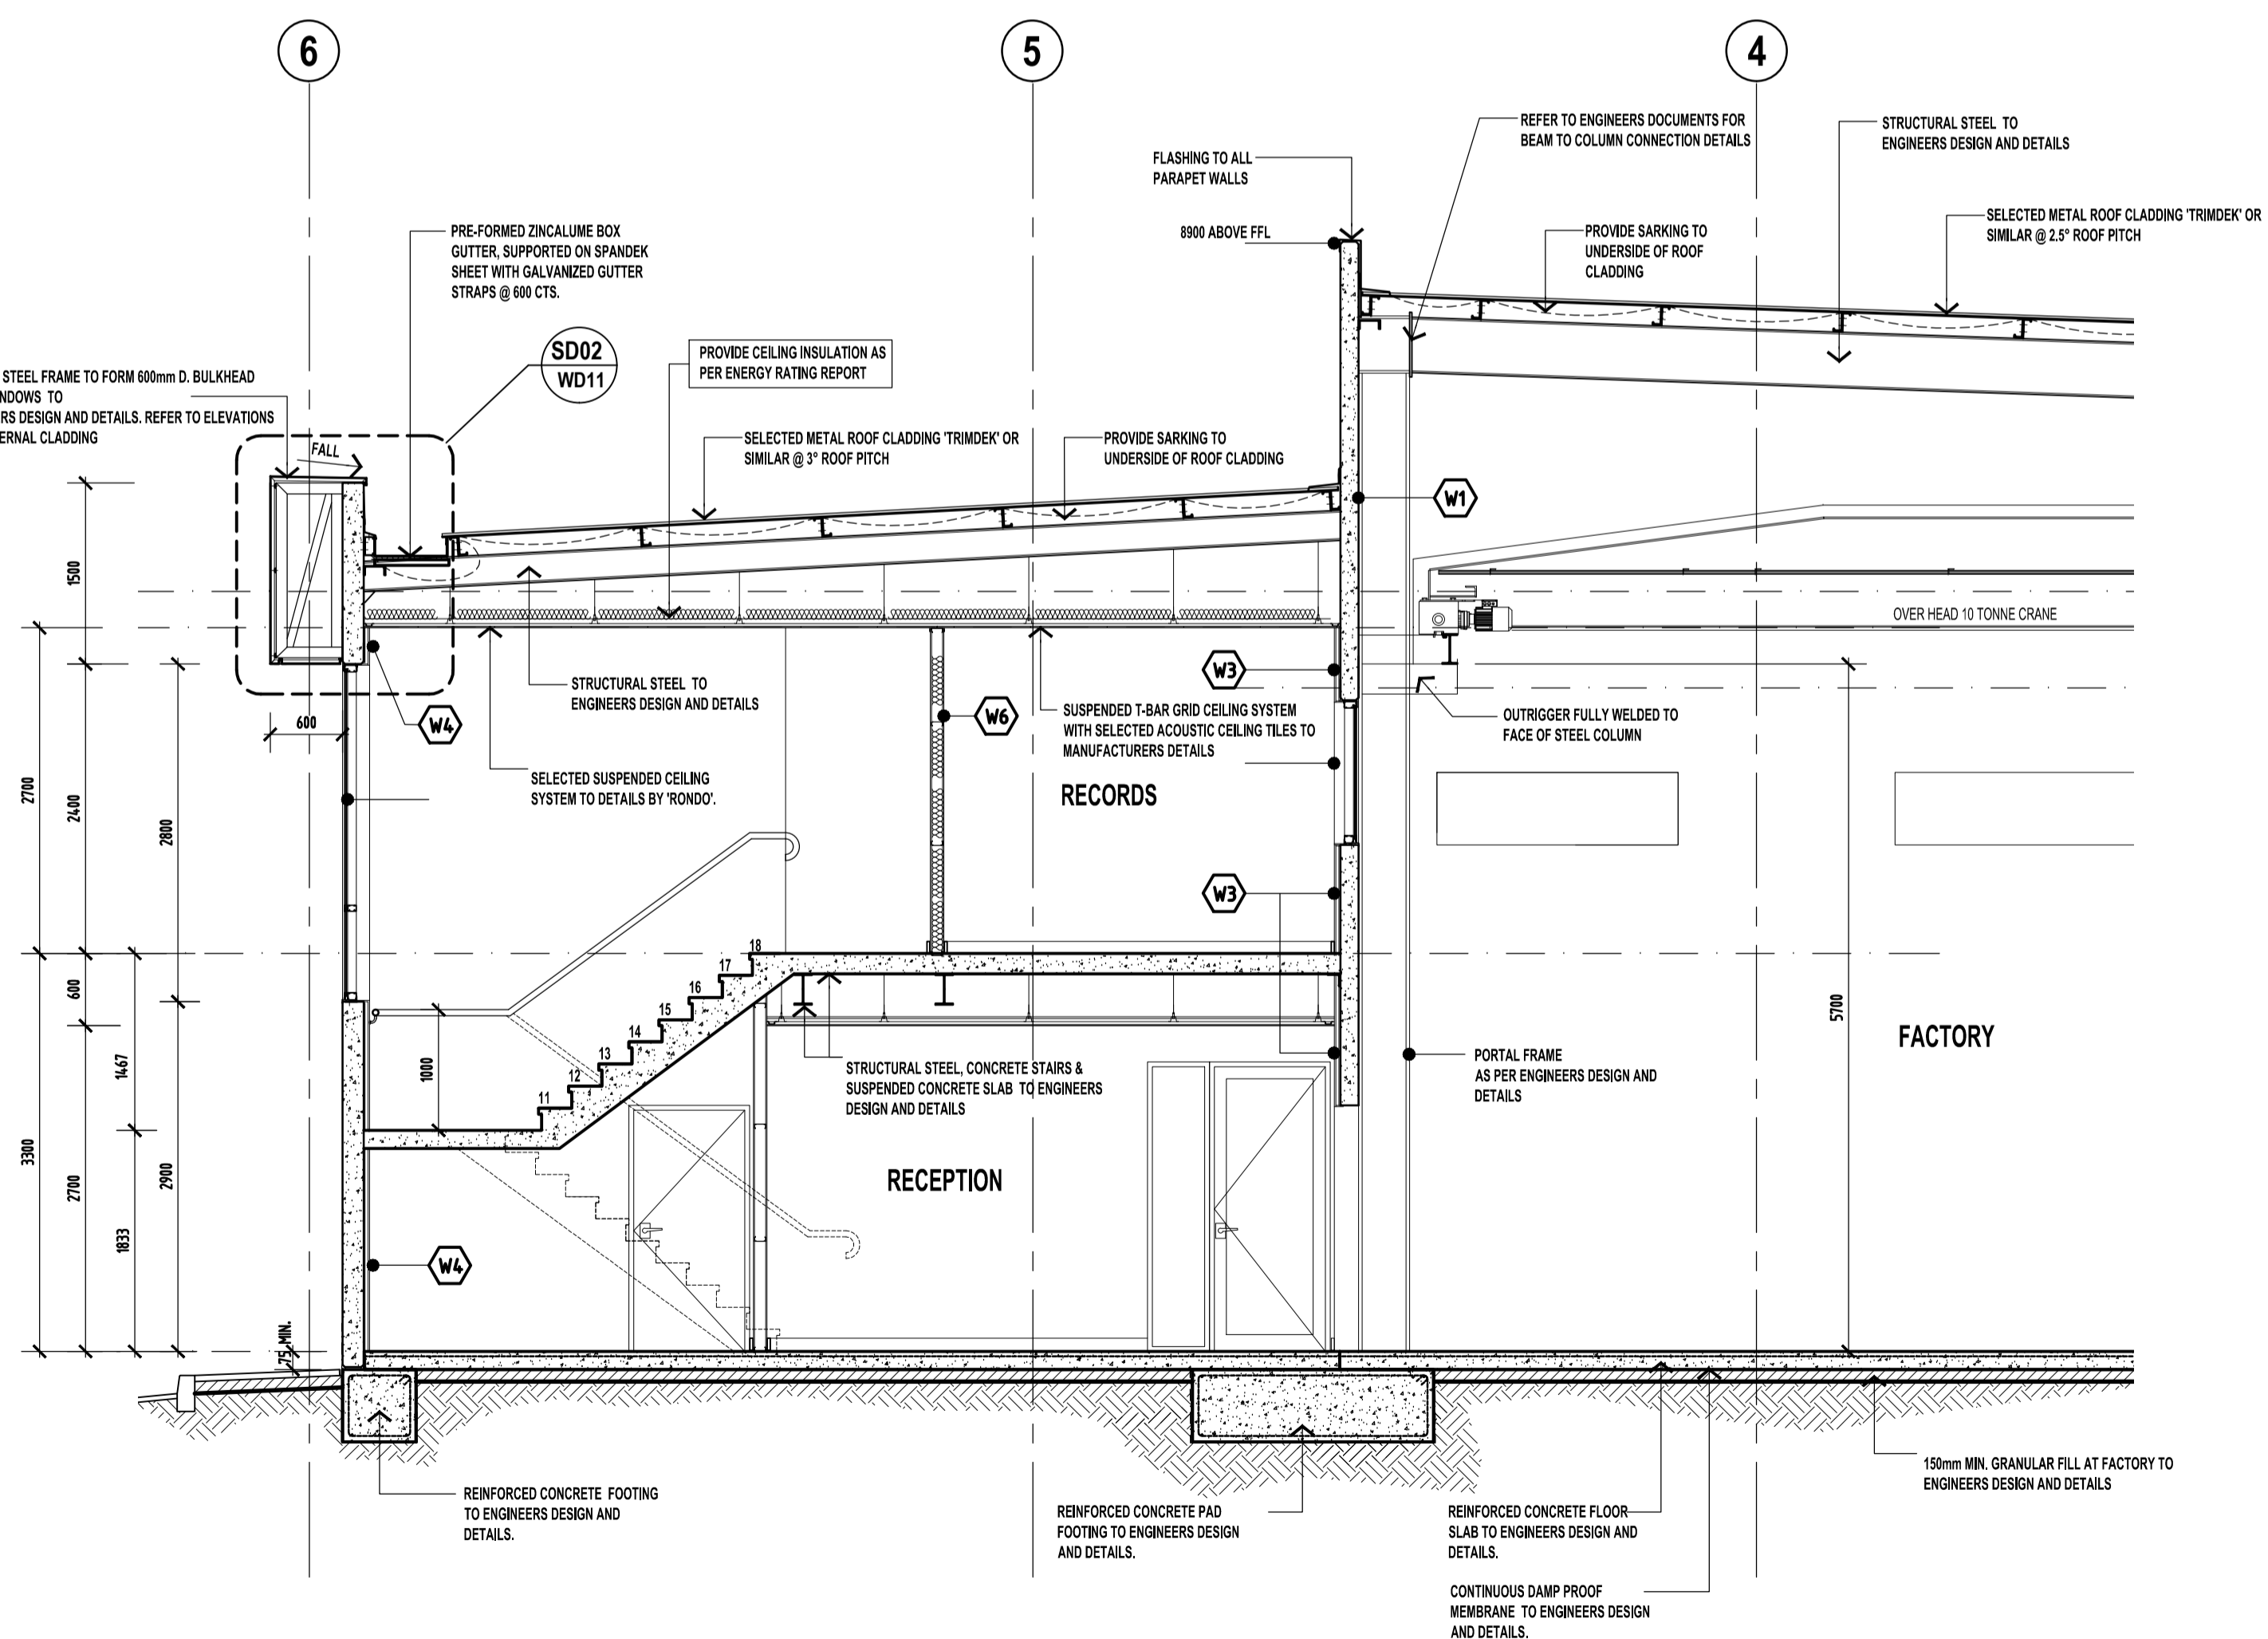 6
5
4
REFER TO ENGINEERS DOCUMENTS FOR
BEAM TO COLUMN CONNECTION DETAILS
STRUCTURAL STEEL TO
ENGINEERS DESIGN AND DETAILS
FLASHING TO ALL
PARAPET WALLS
8900 ABOVE FFL
SELECTED METAL ROOF CLADDING 'TRIMDEK' OR
SIMILAR @ 2.5° ROOF PITCH
PROVIDE SARKING TO
UNDERSIDE OF ROOF
CLADDING
PRE-FORMED ZINCALUME BOX
GUTTER, SUPPORTED ON SPANDEK
SHEET WITH GALVANIZED GUTTER
STRAPS @ 600 CTS.
SD02
WD11
PROVIDE CEILING INSULATION AS
PER ENERGY RATING REPORT
STEEL FRAME TO FORM 600mm D. BULKHEAD
NDOWS TO
RS DESIGN AND DETAILS. REFER TO ELEVATIONS
ERNAL CLADDING
FALL
SELECTED METAL ROOF CLADDING 'TRIMDEK' OR
SIMILAR @ 3° ROOF PITCH
PROVIDE SARKING TO
UNDERSIDE OF ROOF CLADDING
W1
1500
OVER HEAD 10 TONNE CRANE
W3
STRUCTURAL STEEL TO
ENGINEERS DESIGN AND DETAILS
600
W4
W6
SUSPENDED T-BAR GRID CEILING SYSTEM
WITH SELECTED ACOUSTIC CEILING TILES TO
MANUFACTURERS DETAILS
OUTRIGGER FULLY WELDED TO
FACE OF STEEL COLUMN
SELECTED SUSPENDED CEILING
SYSTEM TO DETAILS BY 'RONDO'.
RECORDS
2700
2400
2800
W3
18
17
16
15
14
13
12
11
600
1467
1000
5700
FACTORY
STRUCTURAL STEEL, CONCRETE STAIRS &
SUSPENDED CONCRETE SLAB TO ENGINEERS
DESIGN AND DETAILS
PORTAL FRAME
AS PER ENGINEERS DESIGN AND
DETAILS
3300
2700
2900
1833
RECEPTION
W4
75 MIN.
REINFORCED CONCRETE FOOTING
TO ENGINEERS DESIGN AND
DETAILS.
REINFORCED CONCRETE PAD
FOOTING TO ENGINEERS DESIGN
AND DETAILS.
REINFORCED CONCRETE FLOOR
SLAB TO ENGINEERS DESIGN AND
DETAILS.
150mm MIN. GRANULAR FILL AT FACTORY TO
ENGINEERS DESIGN AND DETAILS
CONTINUOUS DAMP PROOF
MEMBRANE TO ENGINEERS DESIGN
AND DETAILS.